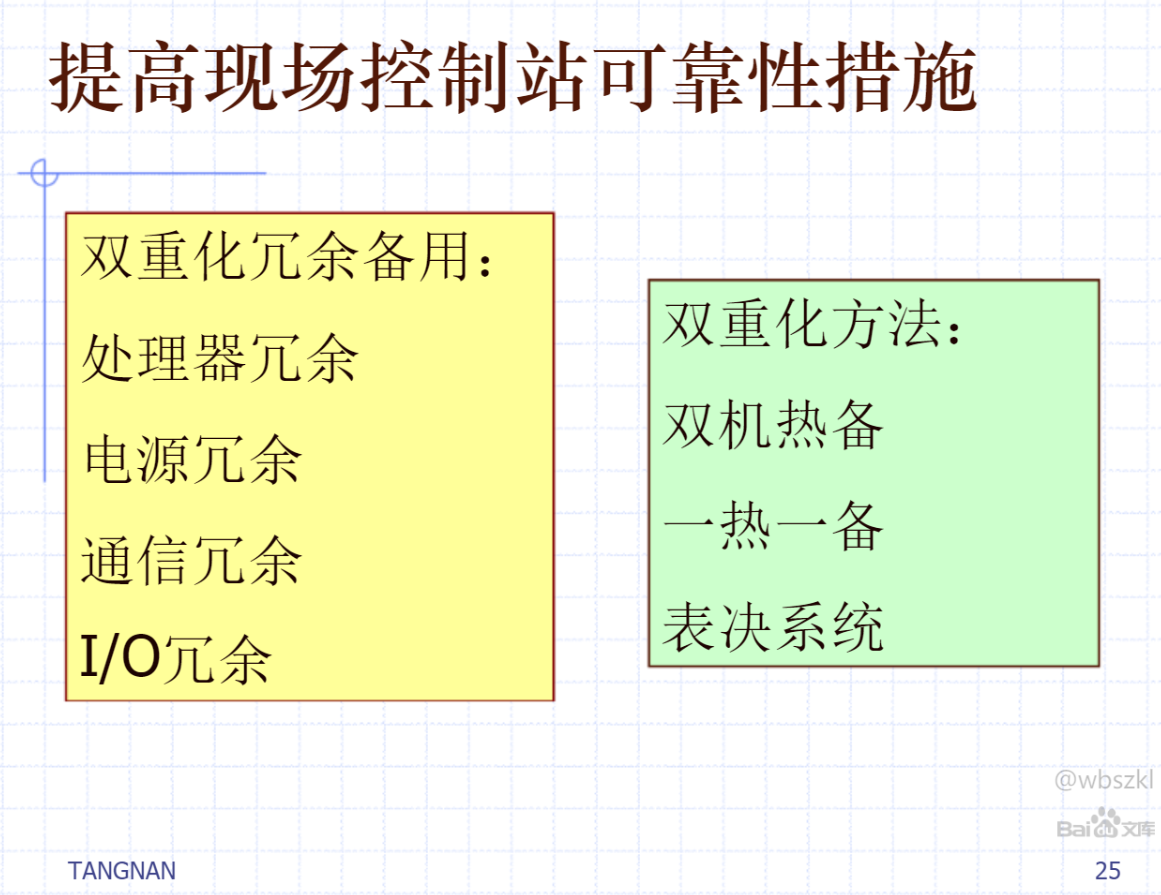 提高现场控制站可靠性措施
双重化冗余备用：
处理器冗余
电源冗余
通信冗余
I/O冗余
双重化方法：
双机热备
一热一备
表决系统
@wbszkl
Bai du 文库
TANGNAN
25